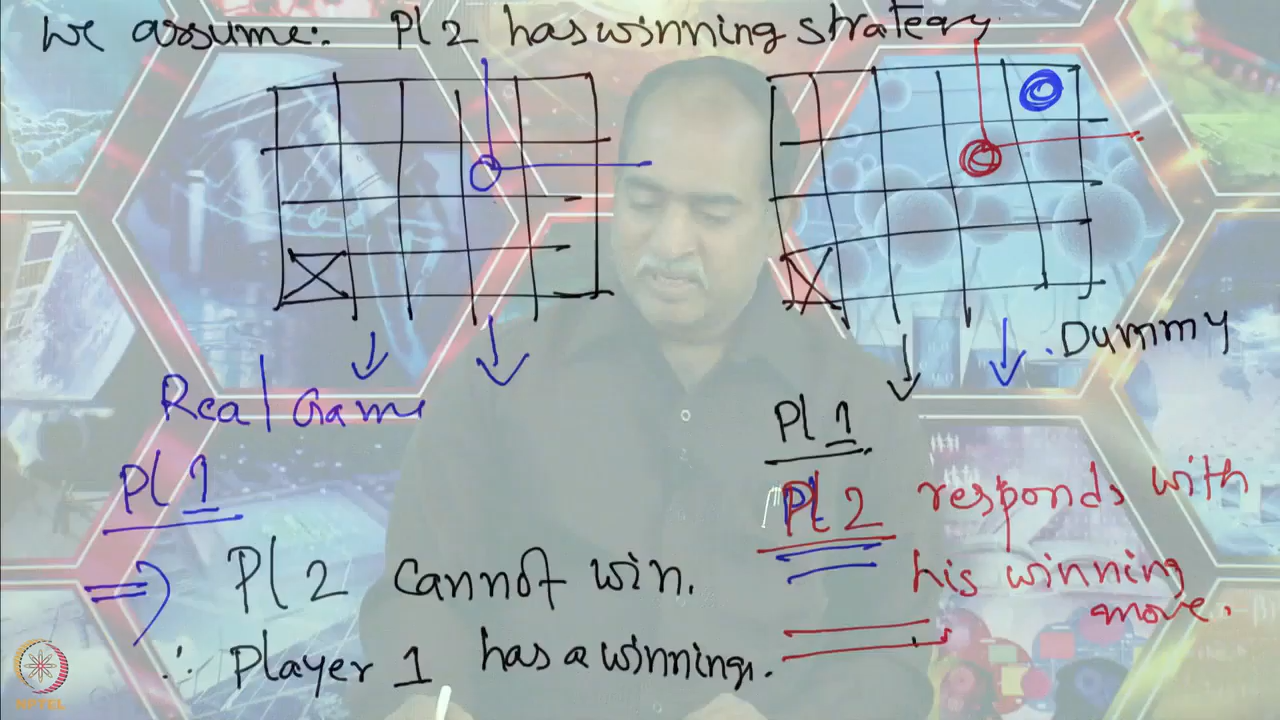 We assume:. Pl 2 has winning strategy
Dummy
Real Game
Pl 1
Pl 1
Pl 2 responds with
his winning
move.
⇒ Pl 2 cannot win.
∴ Player 1 has a winning.
NPTEL